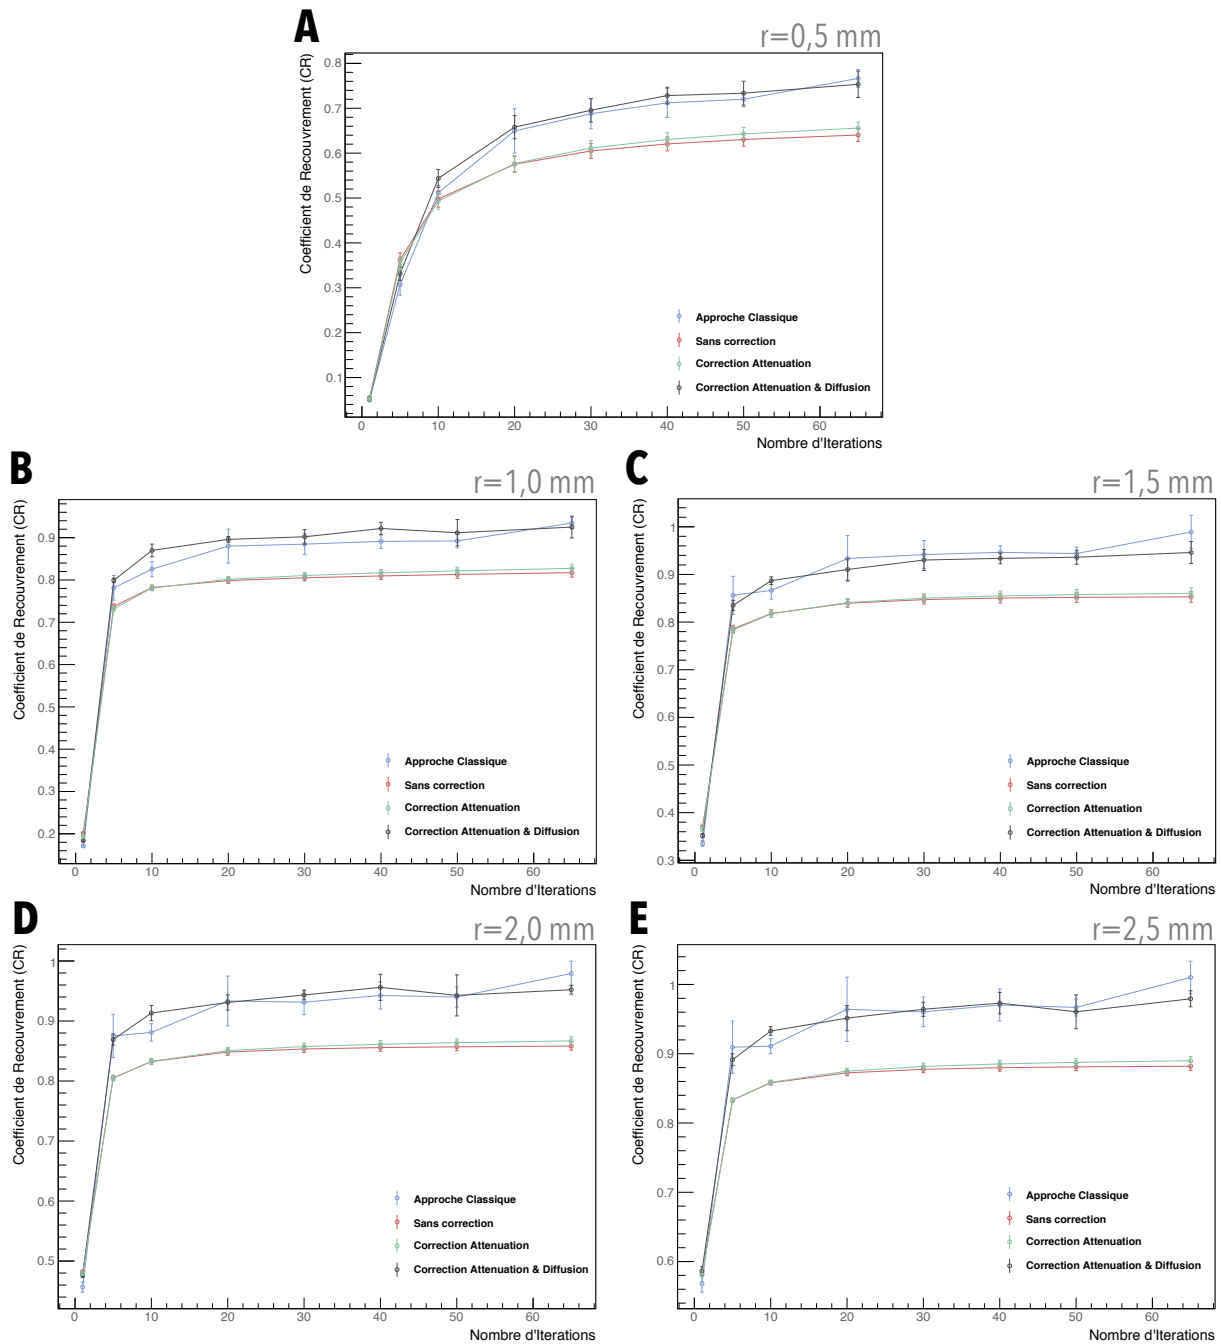 A
r=0,5 mm
Coefficient de Recouvrement (CR)
0.8
0.7
0.6
0.5
0.4
0.3
0.2
0.1
Approche Classique
Sans correction
Correction Attenuation
Correction Attenuation & Diffusion
0 10 20 30 40 50 60
Nombre d'Iterations
B
r=1,0 mm
Coefficient de Recouvrement (CR)
0.9
0.8
0.7
0.6
0.5
0.4
0.3
0.2
Approche Classique
Sans correction
Correction Attenuation
Correction Attenuation & Diffusion
0 10 20 30 40 50 60
Nombre d'Iterations
C
r=1,5 mm
Coefficient de Recouvrement (CR)
1
0.9
0.8
0.7
0.6
0.5
0.4
0.3
Approche Classique
Sans correction
Correction Attenuation
Correction Attenuation & Diffusion
0 10 20 30 40 50 60
Nombre d'Iterations
D
r=2,0 mm
Coefficient de Recouvrement (CR)
1
0.9
0.8
0.7
0.6
0.5
Approche Classique
Sans correction
Correction Attenuation
Correction Attenuation & Diffusion
0 10 20 30 40 50 60
Nombre d'Iterations
E
r=2,5 mm
Coefficient de Recouvrement (CR)
1
0.9
0.8
0.7
0.6
Approche Classique
Sans correction
Correction Attenuation
Correction Attenuation & Diffusion
0 10 20 30 40 50 60
Nombre d'Iterations